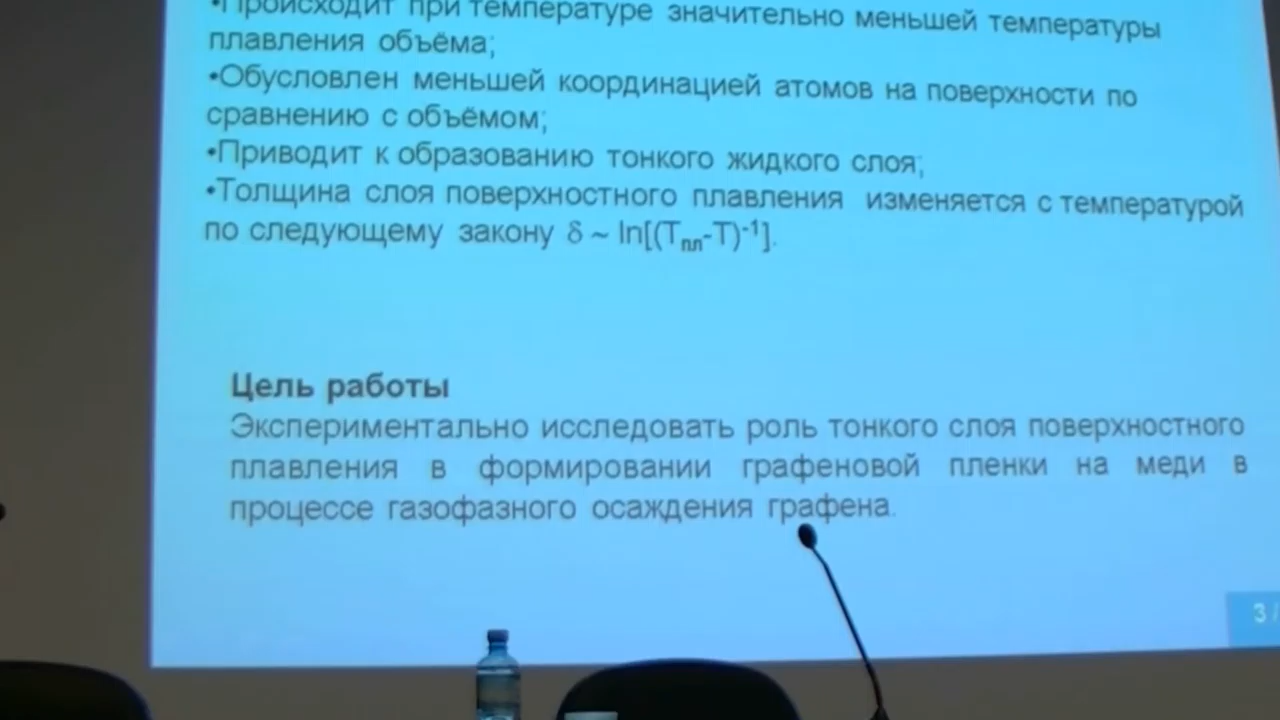 •Происходит при температуре значительно меньшей температуры
плавления объёма;
•Обусловлен меньшей координацией атомов на поверхности по
сравнению с объёмом;
•Приводит к образованию тонкого жидкого слоя;
•Толщина слоя поверхностного плавления изменяется с температурой
по следующему закону δ ~ ln[(Tпл-T)-1].
Цель работы
Экспериментально исследовать роль тонкого слоя поверхностного
плавления в формировании графеновой пленки на меди в
процессе газофазного осаждения графена.
3 /